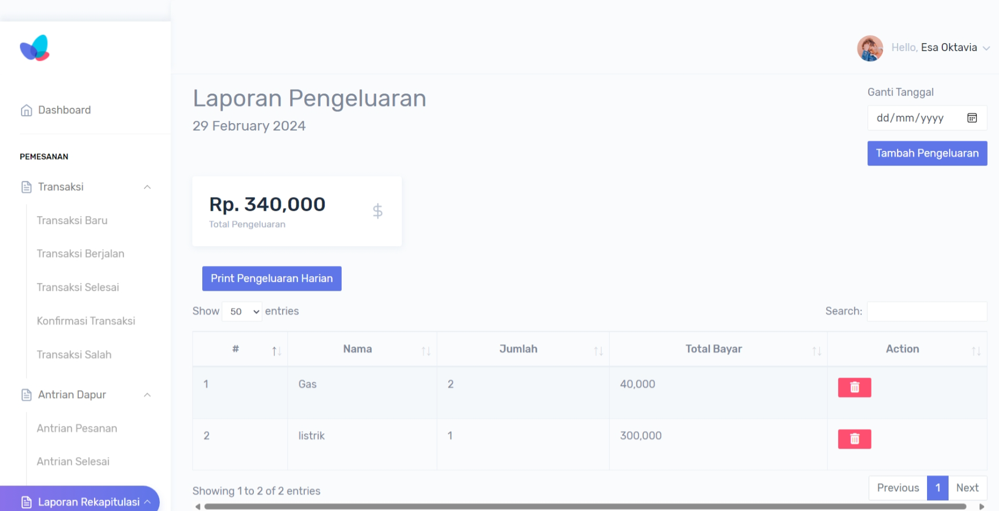 Hello, Esa Oktavia
Dashboard
PEMESANAN
Transaksi
Transaksi Baru
Transaksi Berjalan
Transaksi Selesai
Konfirmasi Transaksi
Transaksi Salah
Antrian Dapur
Antrian Pesanan
Antrian Selesai
Laporan Rekapitulasi
Laporan Pengeluaran
29 February 2024
Ganti Tanggal
dd/mm/yyyy
Tambah Pengeluaran
Rp. 340,000
$
Total Pengeluaran
Print Pengeluaran Harian
Show 50 entries
Search:
# Nama Jumlah Total Bayar Action
1 Gas 2 40,000
2 listrik 1 300,000
Showing 1 to 2 of 2 entries
Previous 1 Next